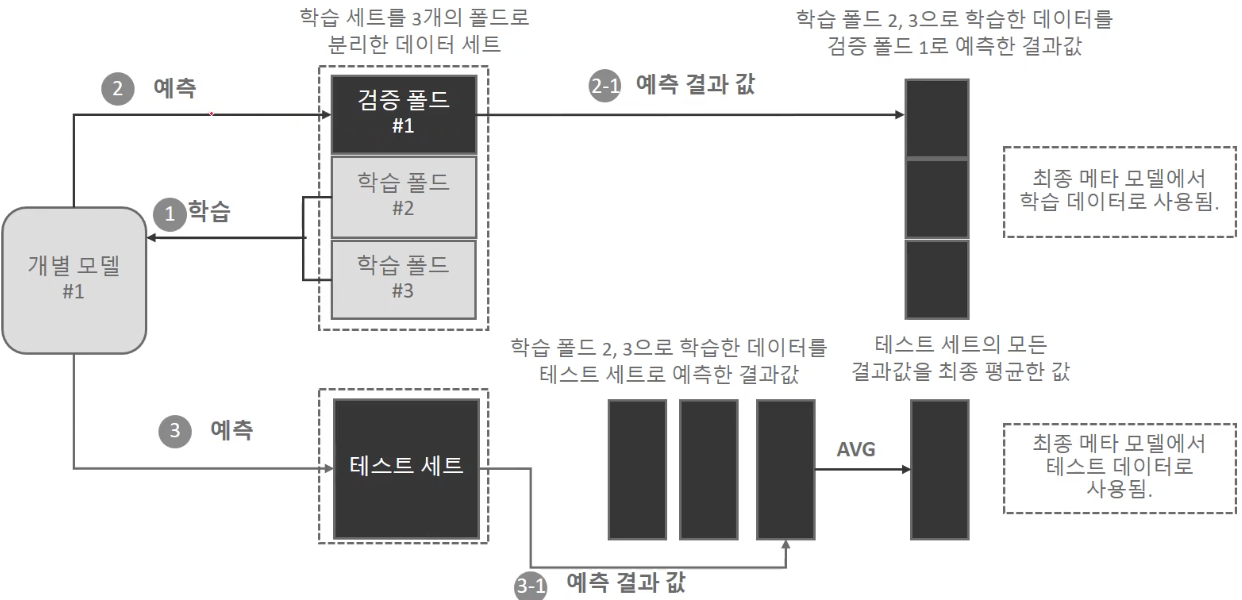 학습 세트를 3개의 폴드로
분리한 데이터 세트
학습 폴드 2, 3으로 학습한 데이터를
검증 폴드 1로 예측한 결과값
2 예측
2-1 예측 결과 값
검증 폴드
#1
학습 폴드
#2
학습 폴드
#3
1 학습
개별 모델
#1
최종 메타 모델에서
학습 데이터로 사용됨.
학습 폴드 2, 3으로 학습한 데이터를
테스트 세트로 예측한 결과값
테스트 세트의 모든
결과값을 최종 평균한 값
3 예측
테스트 세트
AVG
최종 메타 모델에서
테스트 데이터로
사용됨.
3-1 예측 결과 값